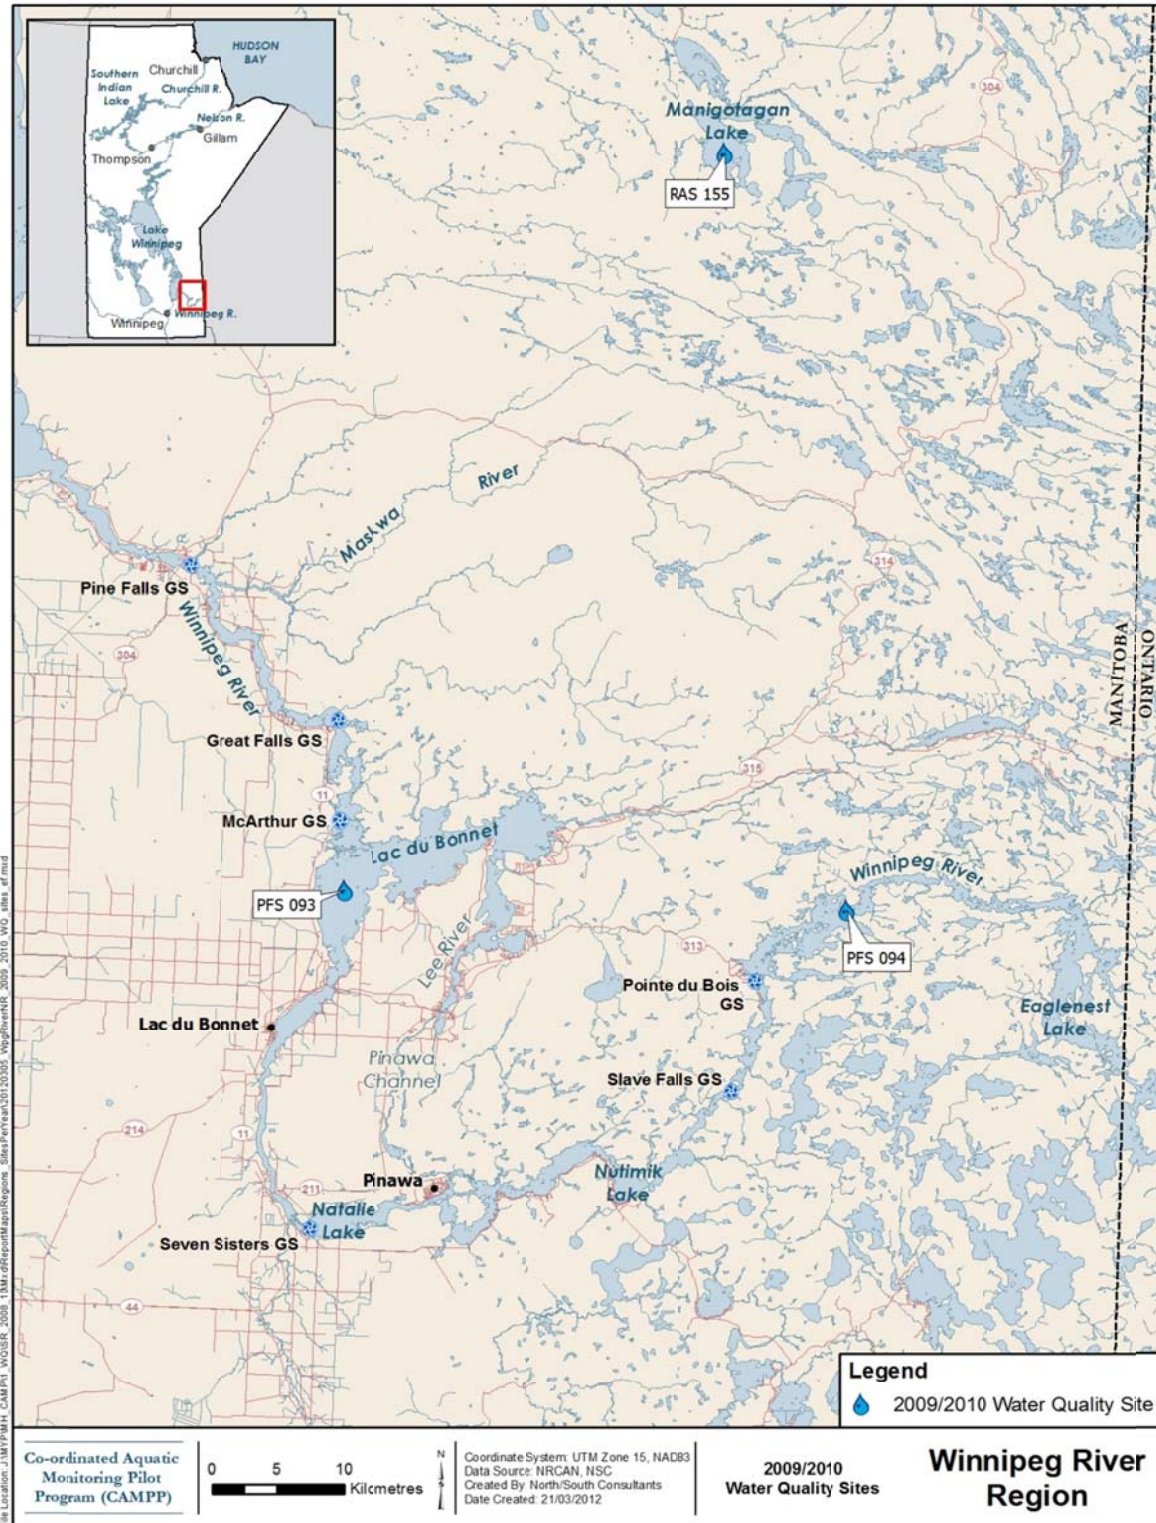 HUDSON
BAY
Churchill
Southern
Indian
Lake
Churchill R.
Nelson R.
Gillam
Thompson
Lake
Winnipeg
Winnipeg
Winnipeg R.
Manigotagan
Lake
RAS 155
304
River
Maskwa
Pine Falls GS
Winnipeg River
304
314
MANITOBA
ONTARIO
Great Falls GS
315
11
McArthur GS
Lac du Bonnet
Winnipeg River
PFS 093
PFS 094
Lee River
313
Pointe du Bois
GS
Eaglenest
Lake
Lac du Bonnet
Pinawa
Channel
Slave Falls GS
214
11
Nutimik
Lake
Pinawa
211
Natalie
Lake
Seven Sisters GS
44
Legend
2009/2010 Water Quality Site
Co-ordinated Aquatic
Monitoring Pilot
Program (CAMPP)
0 5 10
Kilometres
N
Coordinate System: UTM Zone 15, NAD83
Data Source: NRCAN, NSC
Created By: North/South Consultants
Date Created: 21/03/2012
2009/2010
Water Quality Sites
Winnipeg River
Region